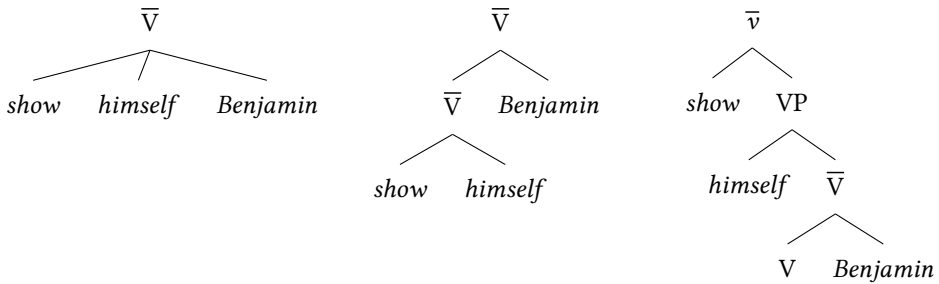 V̅ V̅ v̅
show himself Benjamin V̅ Benjamin show VP
show himself himself V̅
V Benjamin